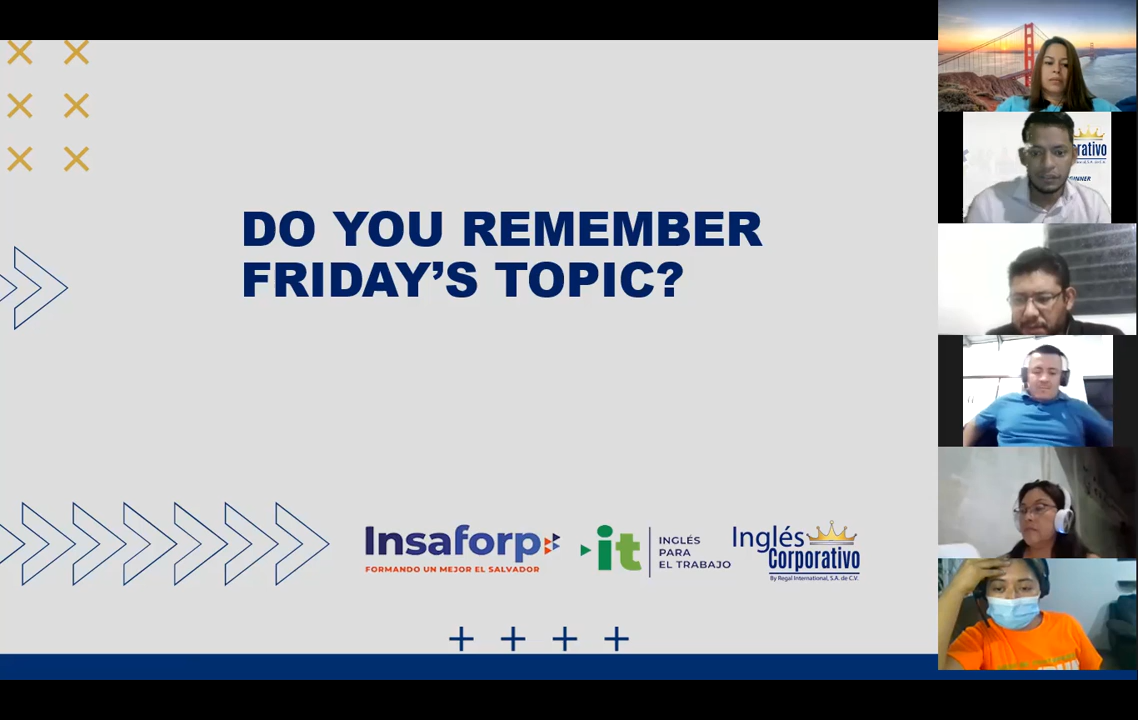 DO YOU REMEMBER
FRIDAY’S TOPIC?
Insaforp
FORMANDO UN MEJOR EL SALVADOR
it
INGLÉS
PARA
EL TRABAJO
Inglés
Corporativo
By Regal International, S.A. de C.V.
rativo